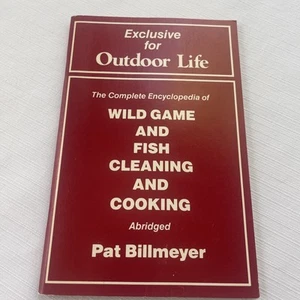 Exclusive
for
Outdoor Life
The Complete Encyclopedia of
WILD GAME
AND
FISH
CLEANING
AND
COOKING
Abridged
Pat Billmeyer